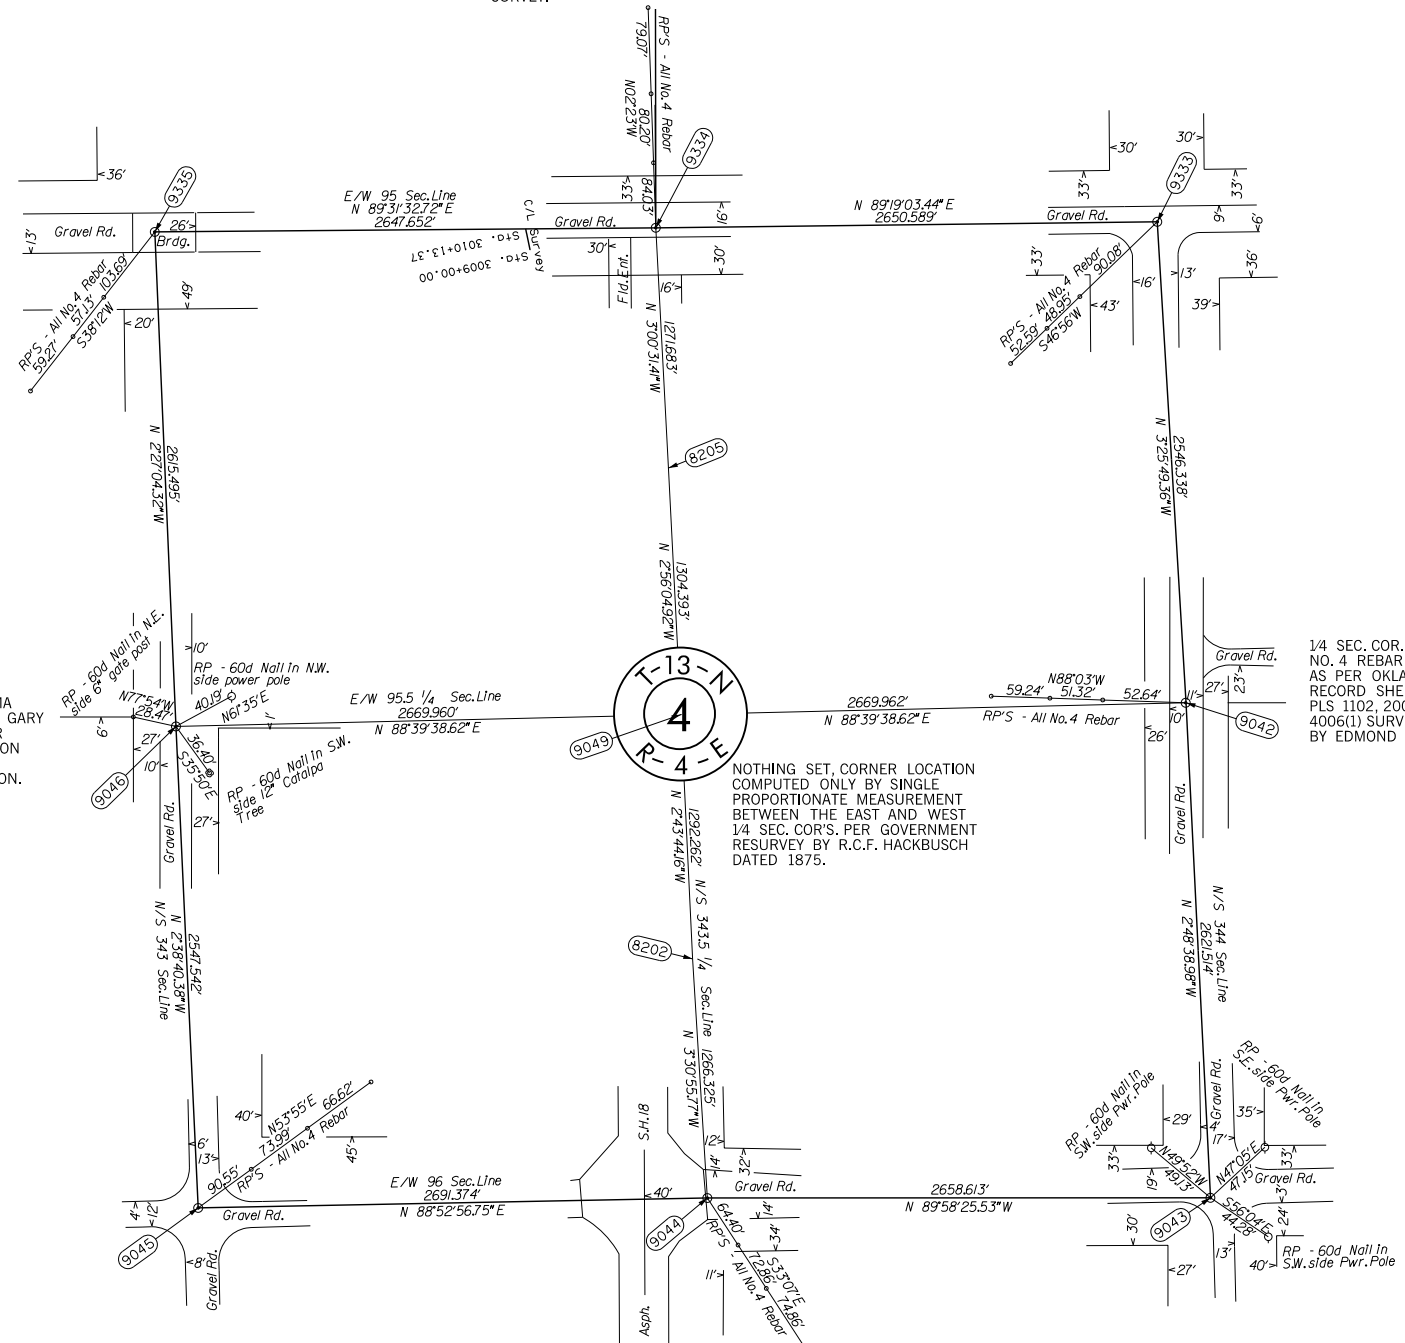 SURVEY.
79.07'
N02°23'W
80.20'
84.03'
RP'S - All No.4 Rebar
33'
9334
16'
30'
30'
16'
Fld.Ent.
Gravel Rd.
36'
9335
26'
Brdg.
Gravel Rd.
13'
49'
20'
RP'S - All No.4 Rebar
59.27'
57.13'
103.69'
S38°12'W
E/W 95 Sec.Line
N 89°31'32.72" E
2647.652'
C/L Survey
Sta. 3010+13.37
Sta. 3009+00.00
N 89°19'03.44" E
2650.589'
Gravel Rd.
30'
30'
33'
33'
9333
9'
6'
36'
33'
43'
16'
13'
39'
RP'S - All No.4 Rebar
52.59'
48.95'
90.08'
S46°56'W
2615.495'
N 2°27'04.32" W
1271.683'
N 3°00'31.41" W
8205
1304.393'
N 2°56'04.92" W
2546.338'
N 3°25'49.36" W
RP - 60d Nail in N.E.
side 6" gate post
N77°54'W
28.47'
10'
RP - 60d Nail in N.W.
side power pole
40.19'
N61°35'E
6'
27'
10'
36.40'
S35°50'E
1'
RP - 60d Nail in S.W.
side 12" Catalpa
Tree
27'
9046
Gravel Rd.
MA
GARY
R
ON
ON.
E/W 95.5 1/4 Sec.Line
2669.960'
N 88°39'38.62" E
T-13-N
4
R-4-E
9049
2669.962'
N 88°39'38.62" E
N88°03'W
59.24'
51.32'
52.64'
RP'S - All No.4 Rebar
11'
27'
23'
10'
26'
Gravel Rd.
9042
Gravel Rd.
1/4 SEC. COR.
NO. 4 REBAR
AS PER OKLA
RECORD SHE
PLS 1102, 200
4006(1) SURV
BY EDMOND
NOTHING SET, CORNER LOCATION
COMPUTED ONLY BY SINGLE
PROPORTIONATE MEASUREMENT
BETWEEN THE EAST AND WEST
1/4 SEC. COR'S. PER GOVERNMENT
RESURVEY BY R.C.F. HACKBUSCH
DATED 1875.
2547.542'
N 2°38'40.38" W
N/S 343 Sec.Line
1292.262'
N 2°43'44.16" W
N/S 343.5 1/4 Sec.Line
8202
1266.325'
N 3°30'55.77" W
N/S 344 Sec.Line
2621.514'
N 2°48'38.98" W
40'
45'
6'
13'
N53°55'E
66.62'
73.99'
90.55'
RP'S - All No.4 Rebar
4'
12'
Gravel Rd.
9045
8'
Gravel Rd.
E/W 96 Sec.Line
2691.374'
N 88°52'56.75" E
S.H.18
Asph.
40'
12'
14'
32'
Gravel Rd.
14'
34'
11'
9044
64.40'
72.86'
74.86'
S33°07'E
RP'S - All No.4 Rebar
2658.613'
N 89°58'25.53" W
RP - 60d Nail in
S.W. side Pwr.Pole
RP - 60d Nail in
S.E. side Pwr.Pole
Gravel Rd.
29'
4'
17'
35'
33'
19'
33'
N49°52'W
49.13'
N47°05'E
47.15'
Gravel Rd.
3'
24'
S56°04'E
44.28'
9043
30'
27'
13'
40'
RP - 60d Nail in
S.W. side Pwr.Pole